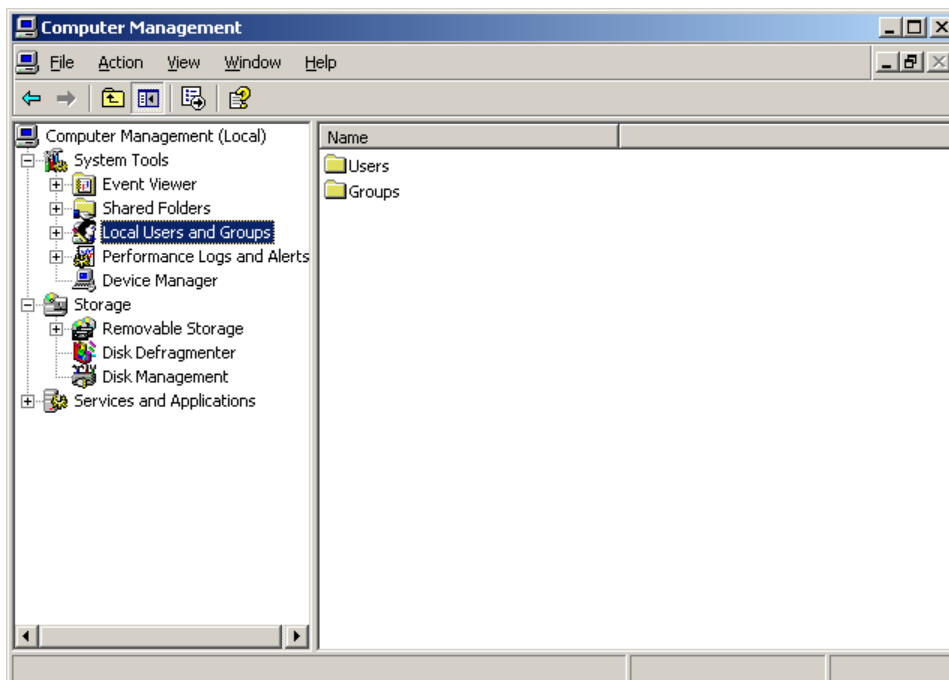 Computer Management
File Action View Window Help
Computer Management (Local)
System Tools
Event Viewer
Shared Folders
Local Users and Groups
Performance Logs and Alerts
Device Manager
Storage
Removable Storage
Disk Defragmenter
Disk Management
Services and Applications
Name
Users
Groups